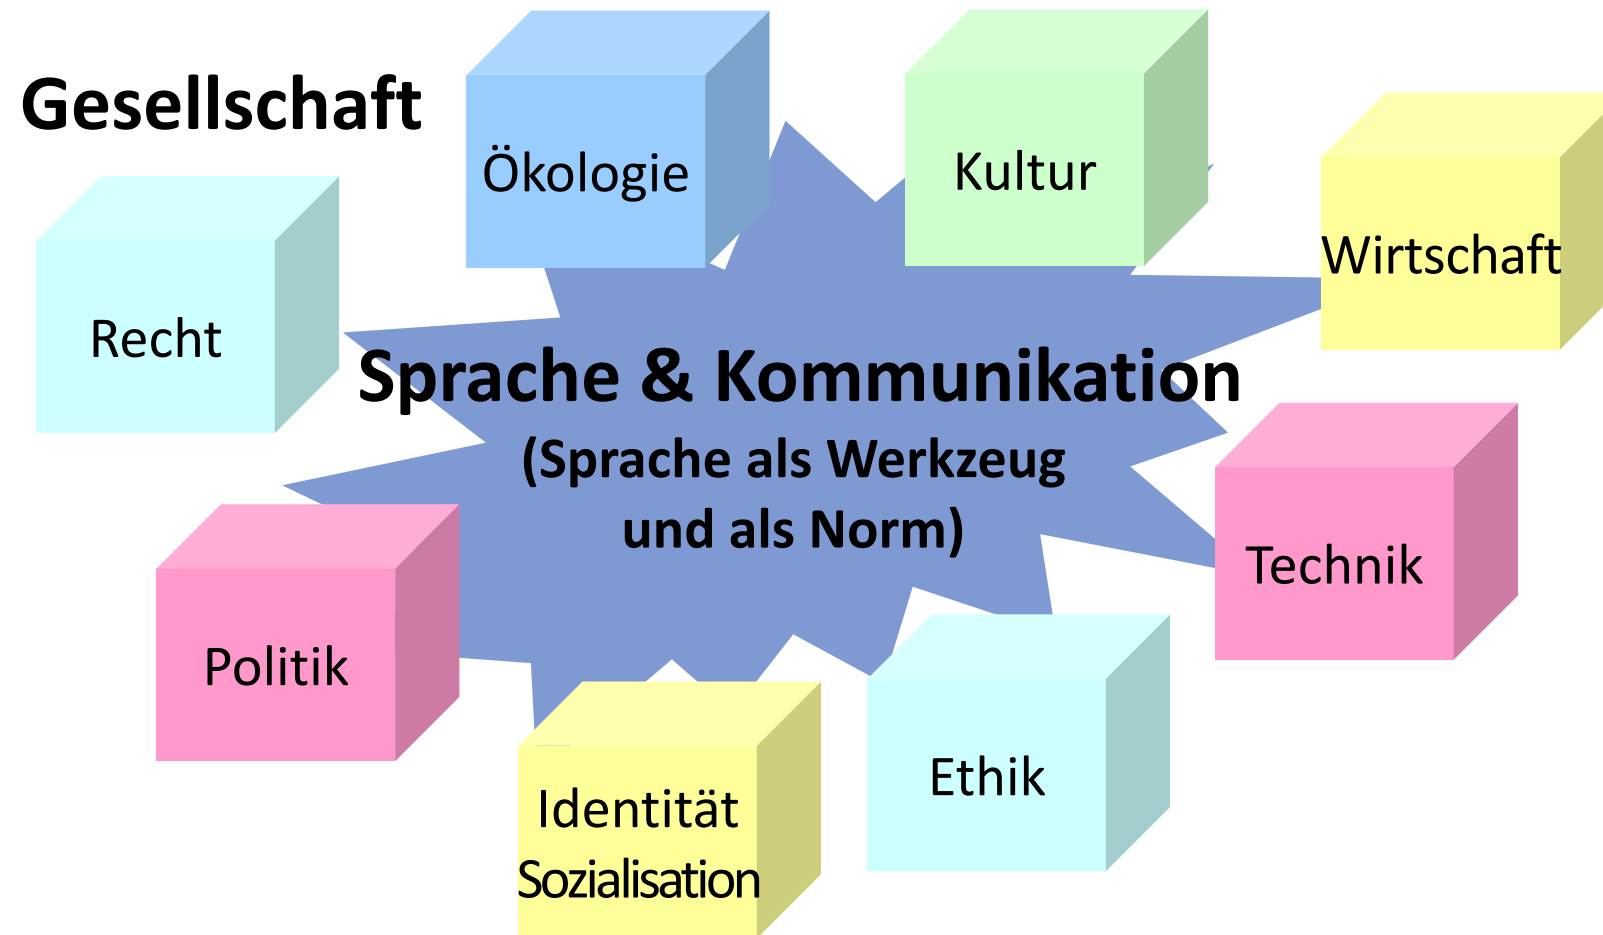 Gesellschaft
Ökologie
Kultur
Wirtschaft
Recht
Sprache & Kommunikation
(Sprache als Werkzeug
und als Norm)
Technik
Politik
Identität
Sozialisation
Ethik